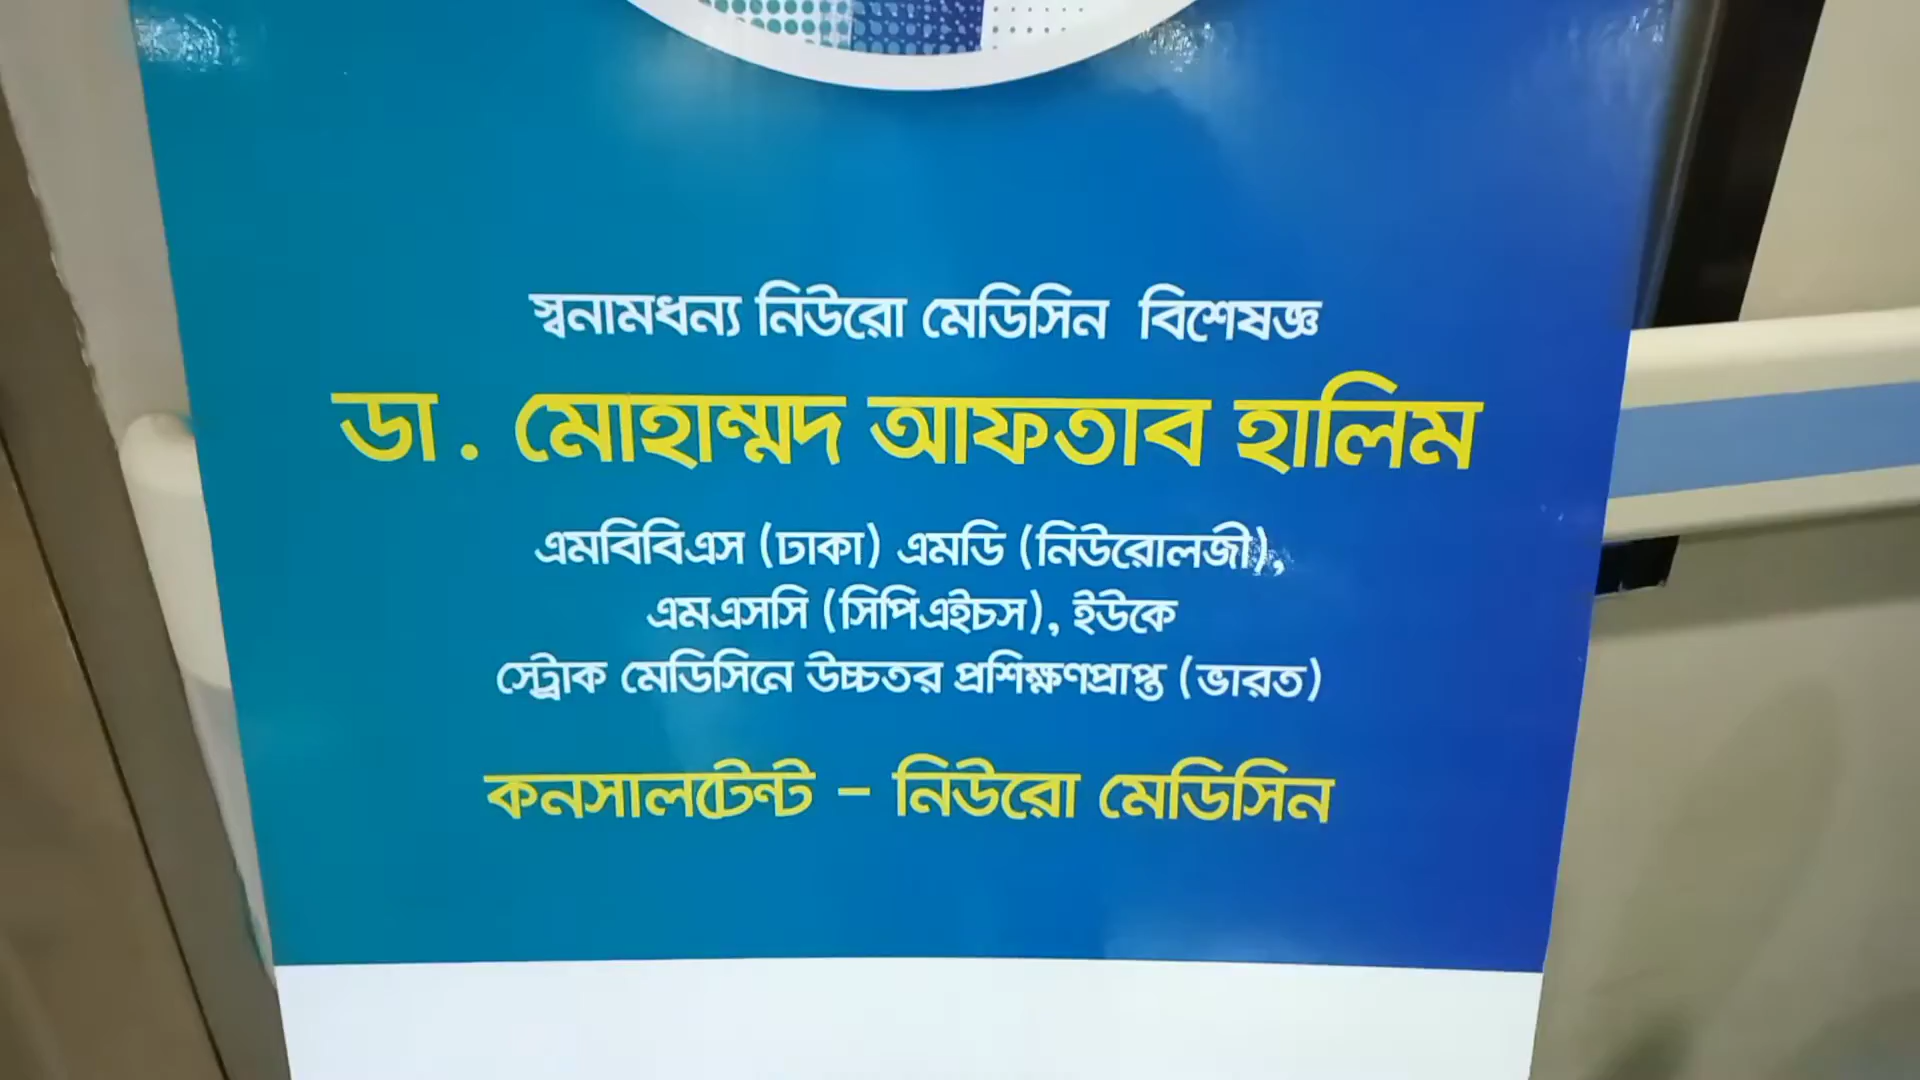 স্বনামধন্য নিউরো মেডিসিন বিশেষজ্ঞ
ডা. মোহাম্মদ আফতাব হালিম
এমবিবিএস (ঢাকা) এমডি (নিউরোলজী),
এমএসসি (সিপিএইচস), ইউকে
স্ট্রোক মেডিসিনে উচ্চতর প্রশিক্ষণপ্রাপ্ত (ভারত)
কনসালটেন্ট - নিউরো মেডিসিন